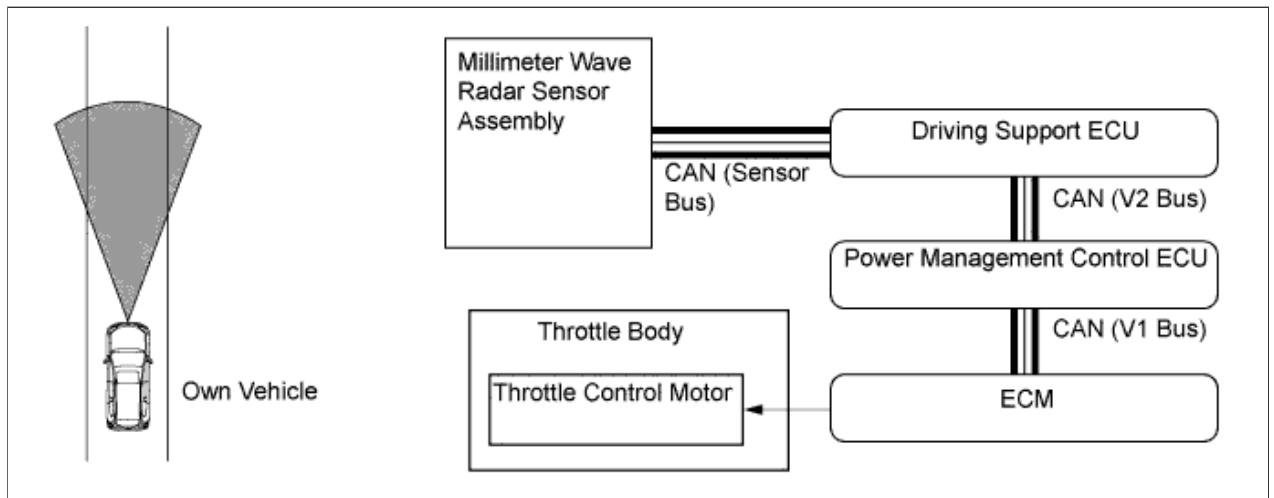 Millimeter Wave
Radar Sensor
Assembly
Driving Support ECU
CAN (Sensor
Bus)
CAN (V2 Bus)
Power Management Control ECU
CAN (V1 Bus)
Throttle Body
Throttle Control Motor
ECM
Own Vehicle